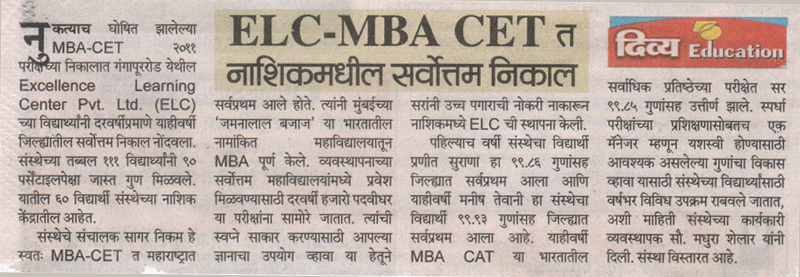 ELC-MBA CET त
नाशिकमधील सर्वोत्तम निकाल
दिव्य Education
नुकत्याच घोषित झालेल्या
MBA-CET २०११
परीक्षेच्या निकालात गंगापूररोड येथील
Excellence Learning
Center Pvt. Ltd. (ELC)
च्या विद्यार्थ्यांनी दरवर्षीप्रमाणे याहीवर्षी
जिल्ह्यातील सर्वोत्तम निकाल नोंदवला.
संस्थेच्या तब्बल १११ विद्यार्थ्यांनी ९०
पर्सेंटाइलपेक्षा जास्त गुण मिळवले.
यातील ६० विद्यार्थी संस्थेच्या नाशिक
केंद्रातील आहेत.
संस्थेचे संचालक सागर निकम हे
स्वतः MBA-CET त महाराष्ट्रात
सर्वप्रथम आले होते. त्यांनी मुंबईच्या
‘जमनालाल बजाज’ या भारतातील
नामांकित महाविद्यालयातून
MBA पूर्ण केले. व्यवस्थापनाच्या
सर्वोत्तम महाविद्यालयांमध्ये प्रवेश
मिळवण्यासाठी दरवर्षी हजारो पदवीधर
या परीक्षांना सामोरे जातात. त्यांची
स्वप्ने साकार करण्यासाठी आपल्या
ज्ञानाचा उपयोग व्हावा या हेतूने
सरांनी उच्च पगाराची नोकरी नाकारून
नाशिकमध्ये ELC ची स्थापना केली.
पहिल्याच वर्षी संस्थेचा विद्यार्थी
प्रणीत सुराणा हा ९९.८६ गुणांसह
जिल्ह्यात सर्वप्रथम आला आणि
याहीवर्षी मनीष तेवानी हा संस्थेचा
विद्यार्थी ९९.९३ गुणांसह जिल्ह्यात
सर्वप्रथम आला आहे. याहीवर्षी
MBA CAT या भारतातील
सर्वाधिक प्रतिष्ठेच्या परीक्षेत सर
९९.८५ गुणांसह उत्तीर्ण झाले. स्पर्धा
परीक्षांच्या प्रशिक्षणासोबतच एक
मॅनेजर म्हणून यशस्वी होण्यासाठी
आवश्यक असलेल्या गुणांचा विकास
व्हावा यासाठी संस्थेच्या विद्यार्थ्यांसाठी
वर्षभर विविध उपक्रम राबवले जातात,
अशी माहिती संस्थेच्या कार्यकारी
व्यवस्थापक सौ. मधुरा शेलार यांनी
दिली. संस्था विस्तारत आहे.